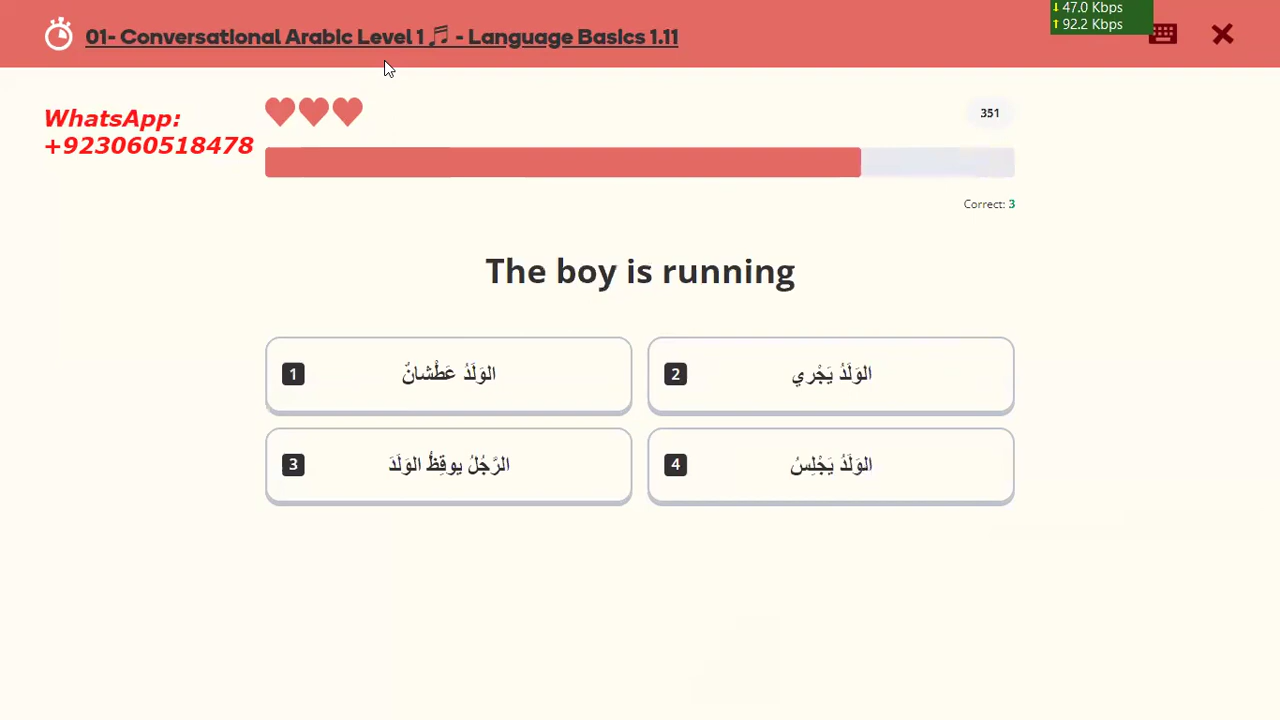 01- Conversational Arabic Level 1 🎵 - Language Basics 1.11
↓ 47.0 Kbps
↑ 92.2 Kbps
WhatsApp:
+923060518478
351
Correct: 3
The boy is running
1 الوَلَدُ عَطْشانٌ
2 الوَلَدُ يَجْري
3 الرَّجُلُ يوقِظُ الوَلَدَ
4 الوَلَدُ يَجْلِسُ